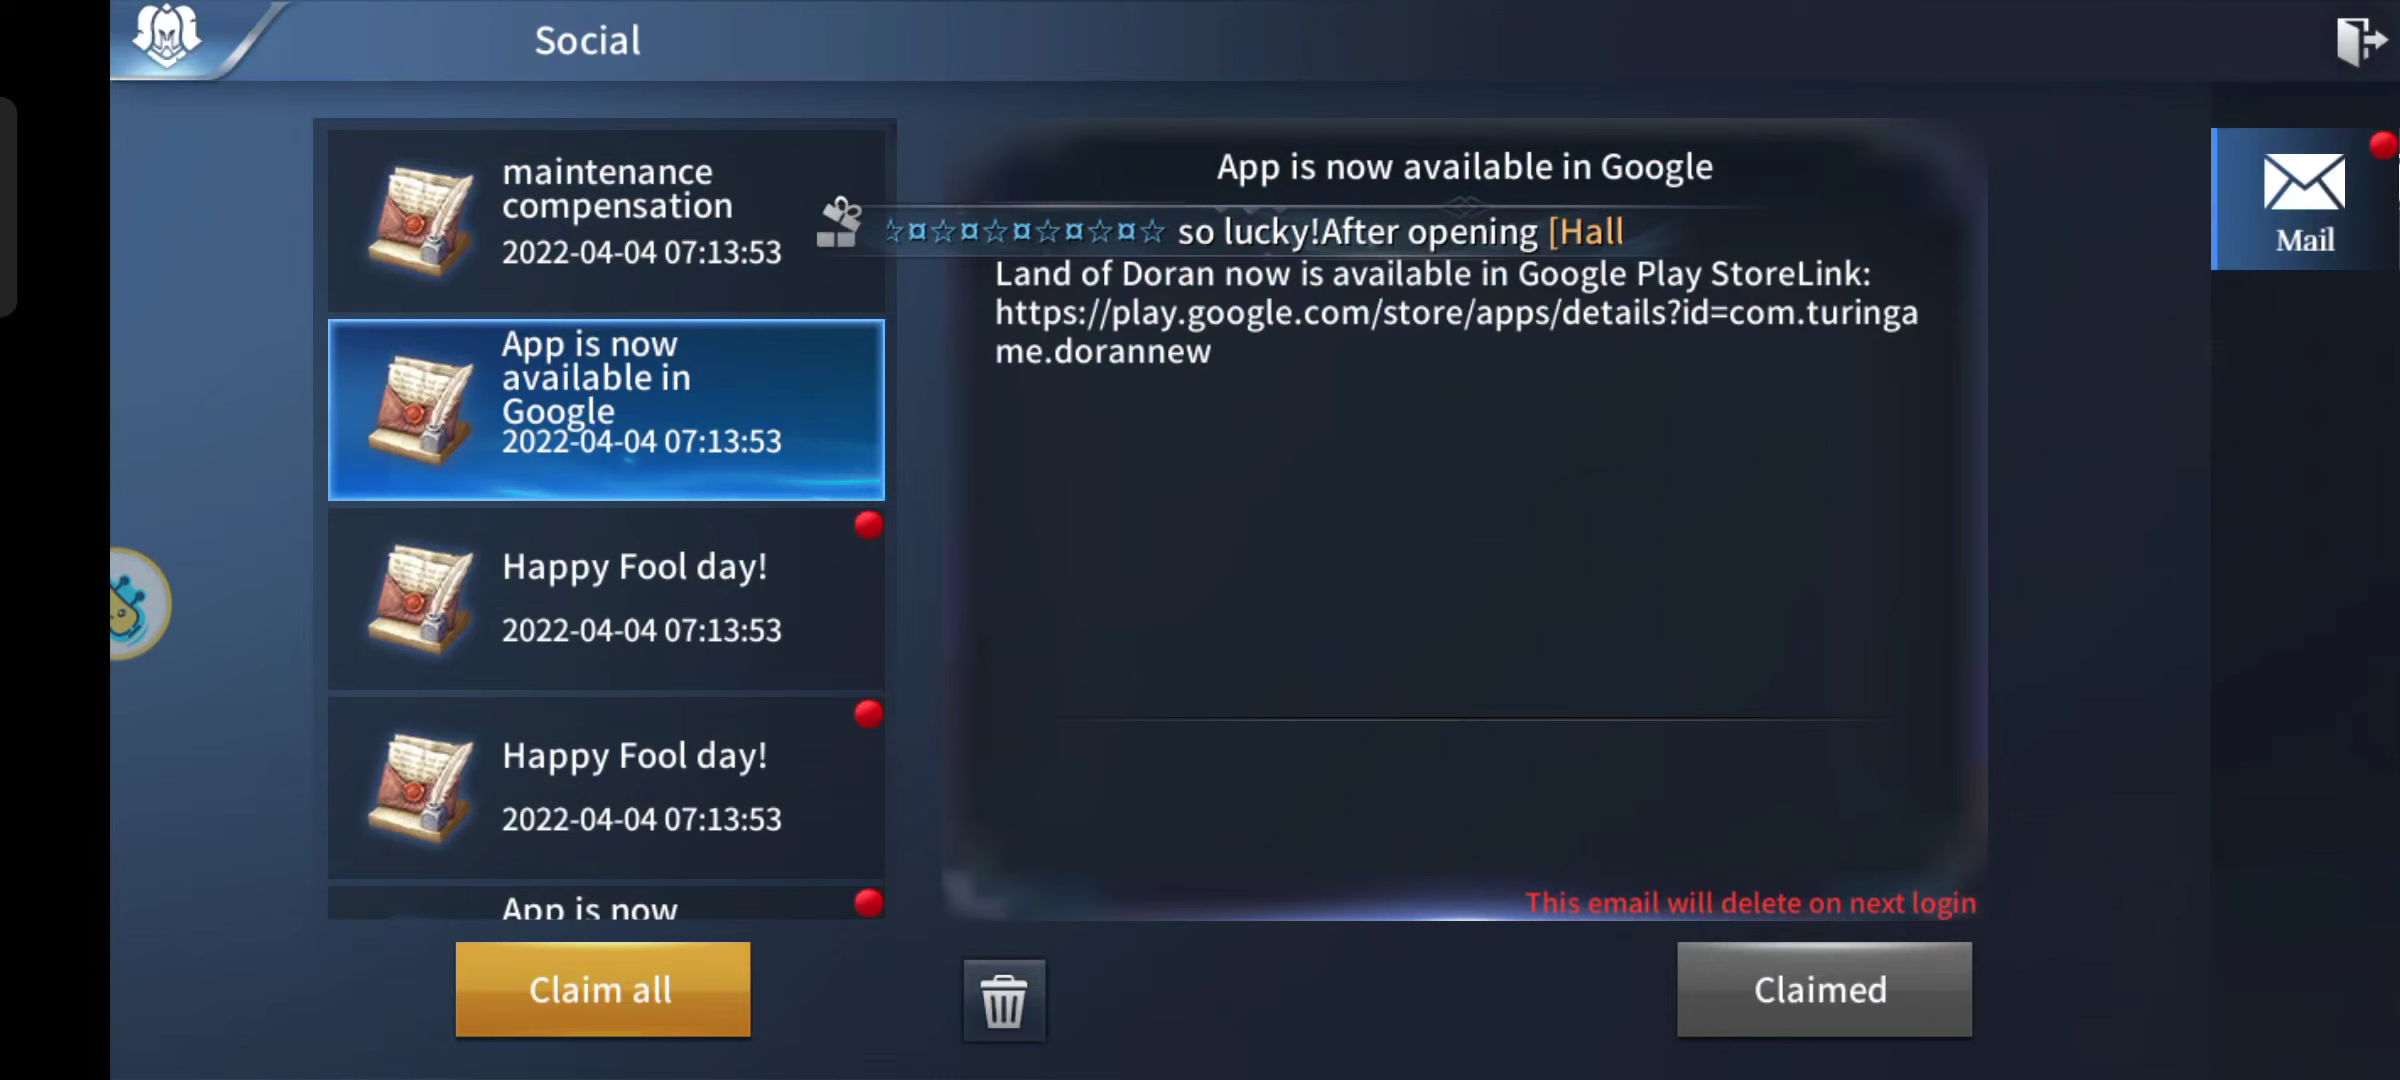 Social
maintenance
compensation
2022-04-04 07:13:53
App is now
available in
Google
2022-04-04 07:13:53
Happy Fool day!
2022-04-04 07:13:53
Happy Fool day!
2022-04-04 07:13:53
App is now
Claim all
App is now available in Google
☆¤☆¤☆¤☆¤☆¤☆ so lucky!After opening [Hall
Land of Doran now is available in Google Play StoreLink:
https://play.google.com/store/apps/details?id=com.turinga
me.dorannew
This email will delete on next login
Claimed
Mail